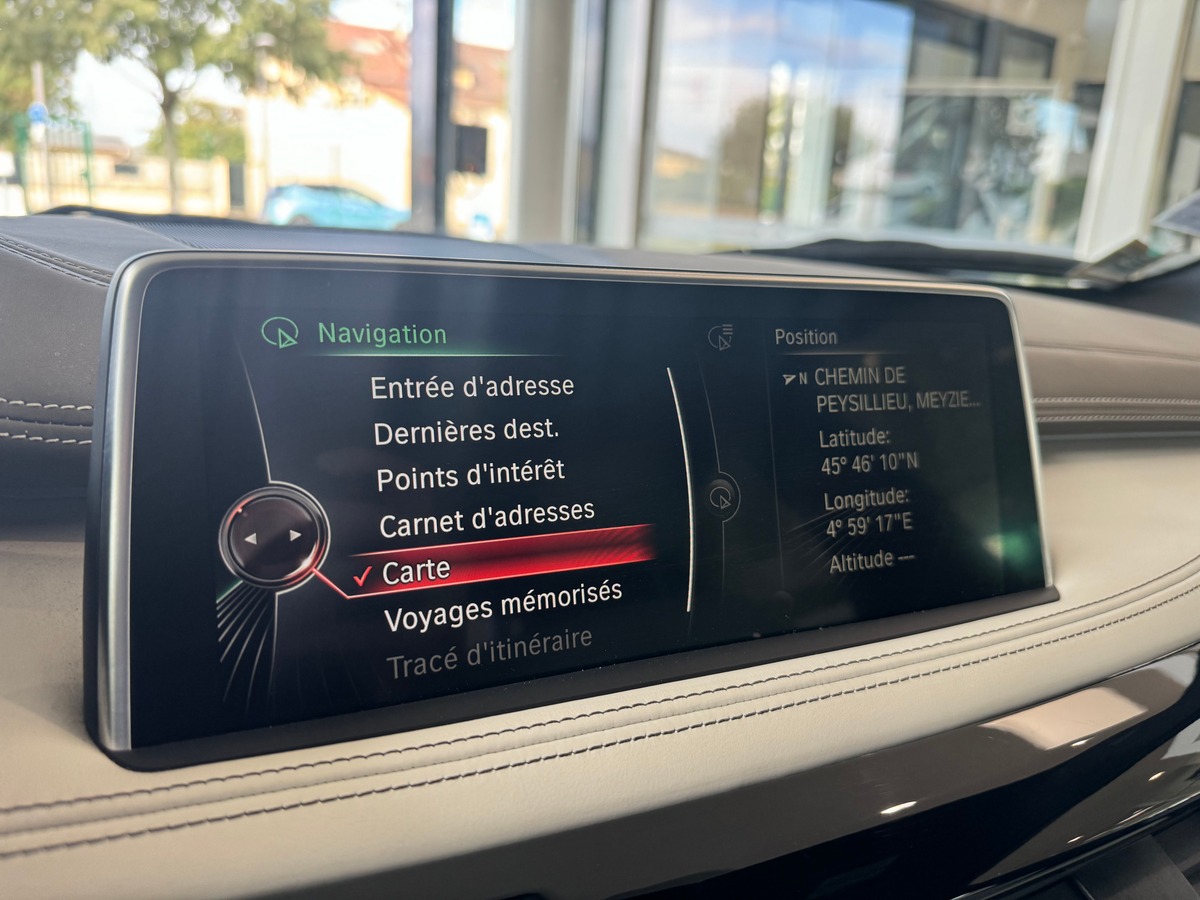 Navigation
Entrée d'adresse
Dernières dest.
Points d'intérêt
Carnet d'adresses
Carte
Voyages mémorisés
Tracé d'itinéraire
Position
N CHEMIN DE
PEYSILLIEU, MEYZIE...
Latitude:
45° 46' 10"N
Longitude:
4° 59' 17"E
Altitude ---